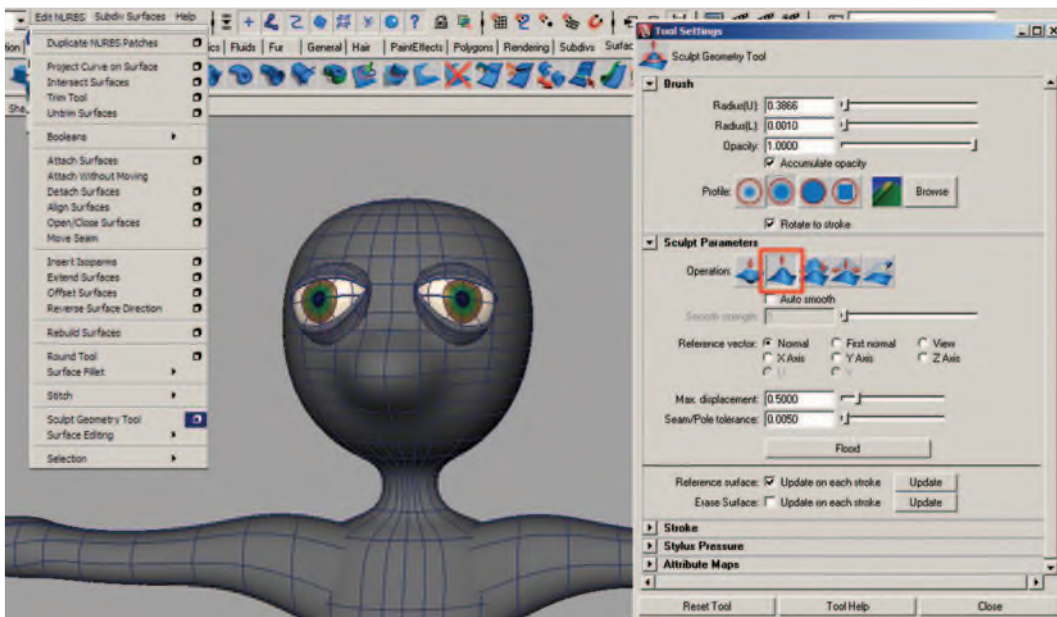 Edit NURBS Subdiv Surfaces Help
Duplicate NURBS Patches
Project Curve on Surface
Intersect Surfaces
Trim Tool
Untrim Surfaces
Booleans
Attach Surfaces
Attach Without Moving
Detach Surfaces
Align Surfaces
Open/Close Surfaces
Move Seam
Insert Isoparms
Extend Surfaces
Offset Surfaces
Reverse Surface Direction
Rebuild Surfaces
Round Tool
Surface Fillet
Stitch
Sculpt Geometry Tool
Surface Editing
Selection
Fluids Fur General Hair PaintEffects Polygons Rendering Subdivs
Tool Settings
Sculpt Geometry Tool
Brush
Radius(U): 0.3866
Radius(L): 0.0010
Opacity: 1.0000
Accumulate opacity
Profile: Browse
Rotate to stroke
Sculpt Parameters
Operation:
Auto smooth
Smooth strength:
Reference vector: Normal First normal View
X Axis Y Axis Z Axis
U V
Max. displacement: 0.5000
Seam/Pole tolerance: 0.0050
Flood
Reference surface: Update on each stroke Update
Erase Surface: Update on each stroke Update
Stroke
Stylus Pressure
Attribute Maps
Reset Tool Tool Help Close